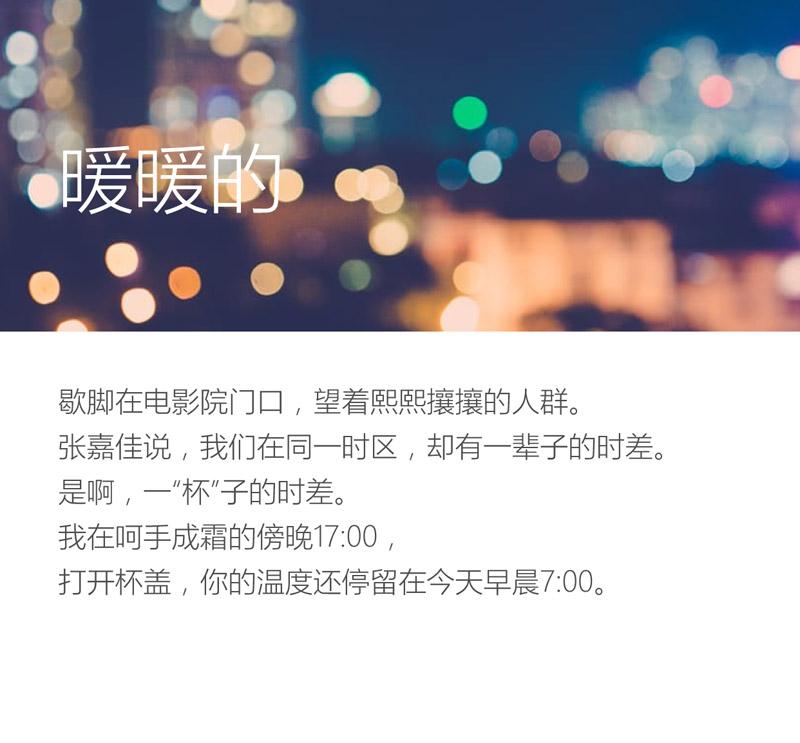 暖暖的
歇脚在电影院门口，望着熙熙攘攘的人群。
张嘉佳说，我们在同一时区，却有一辈子的时差。
是啊，一“杯”子的时差。
我在呵手成霜的傍晚17:00，
打开杯盖，你的温度还停留在今天早晨7:00。